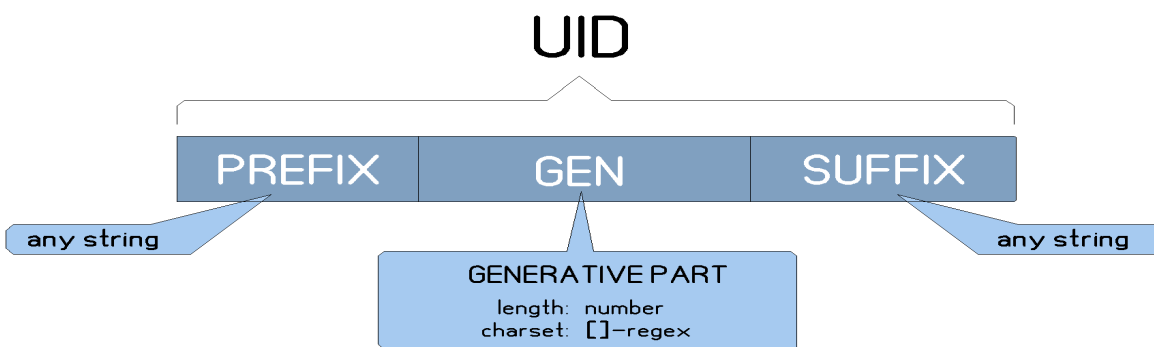 UID
PREFIX GEN SUFFIX
any string any string
GENERATIVE PART
length: number
charset: []-regex